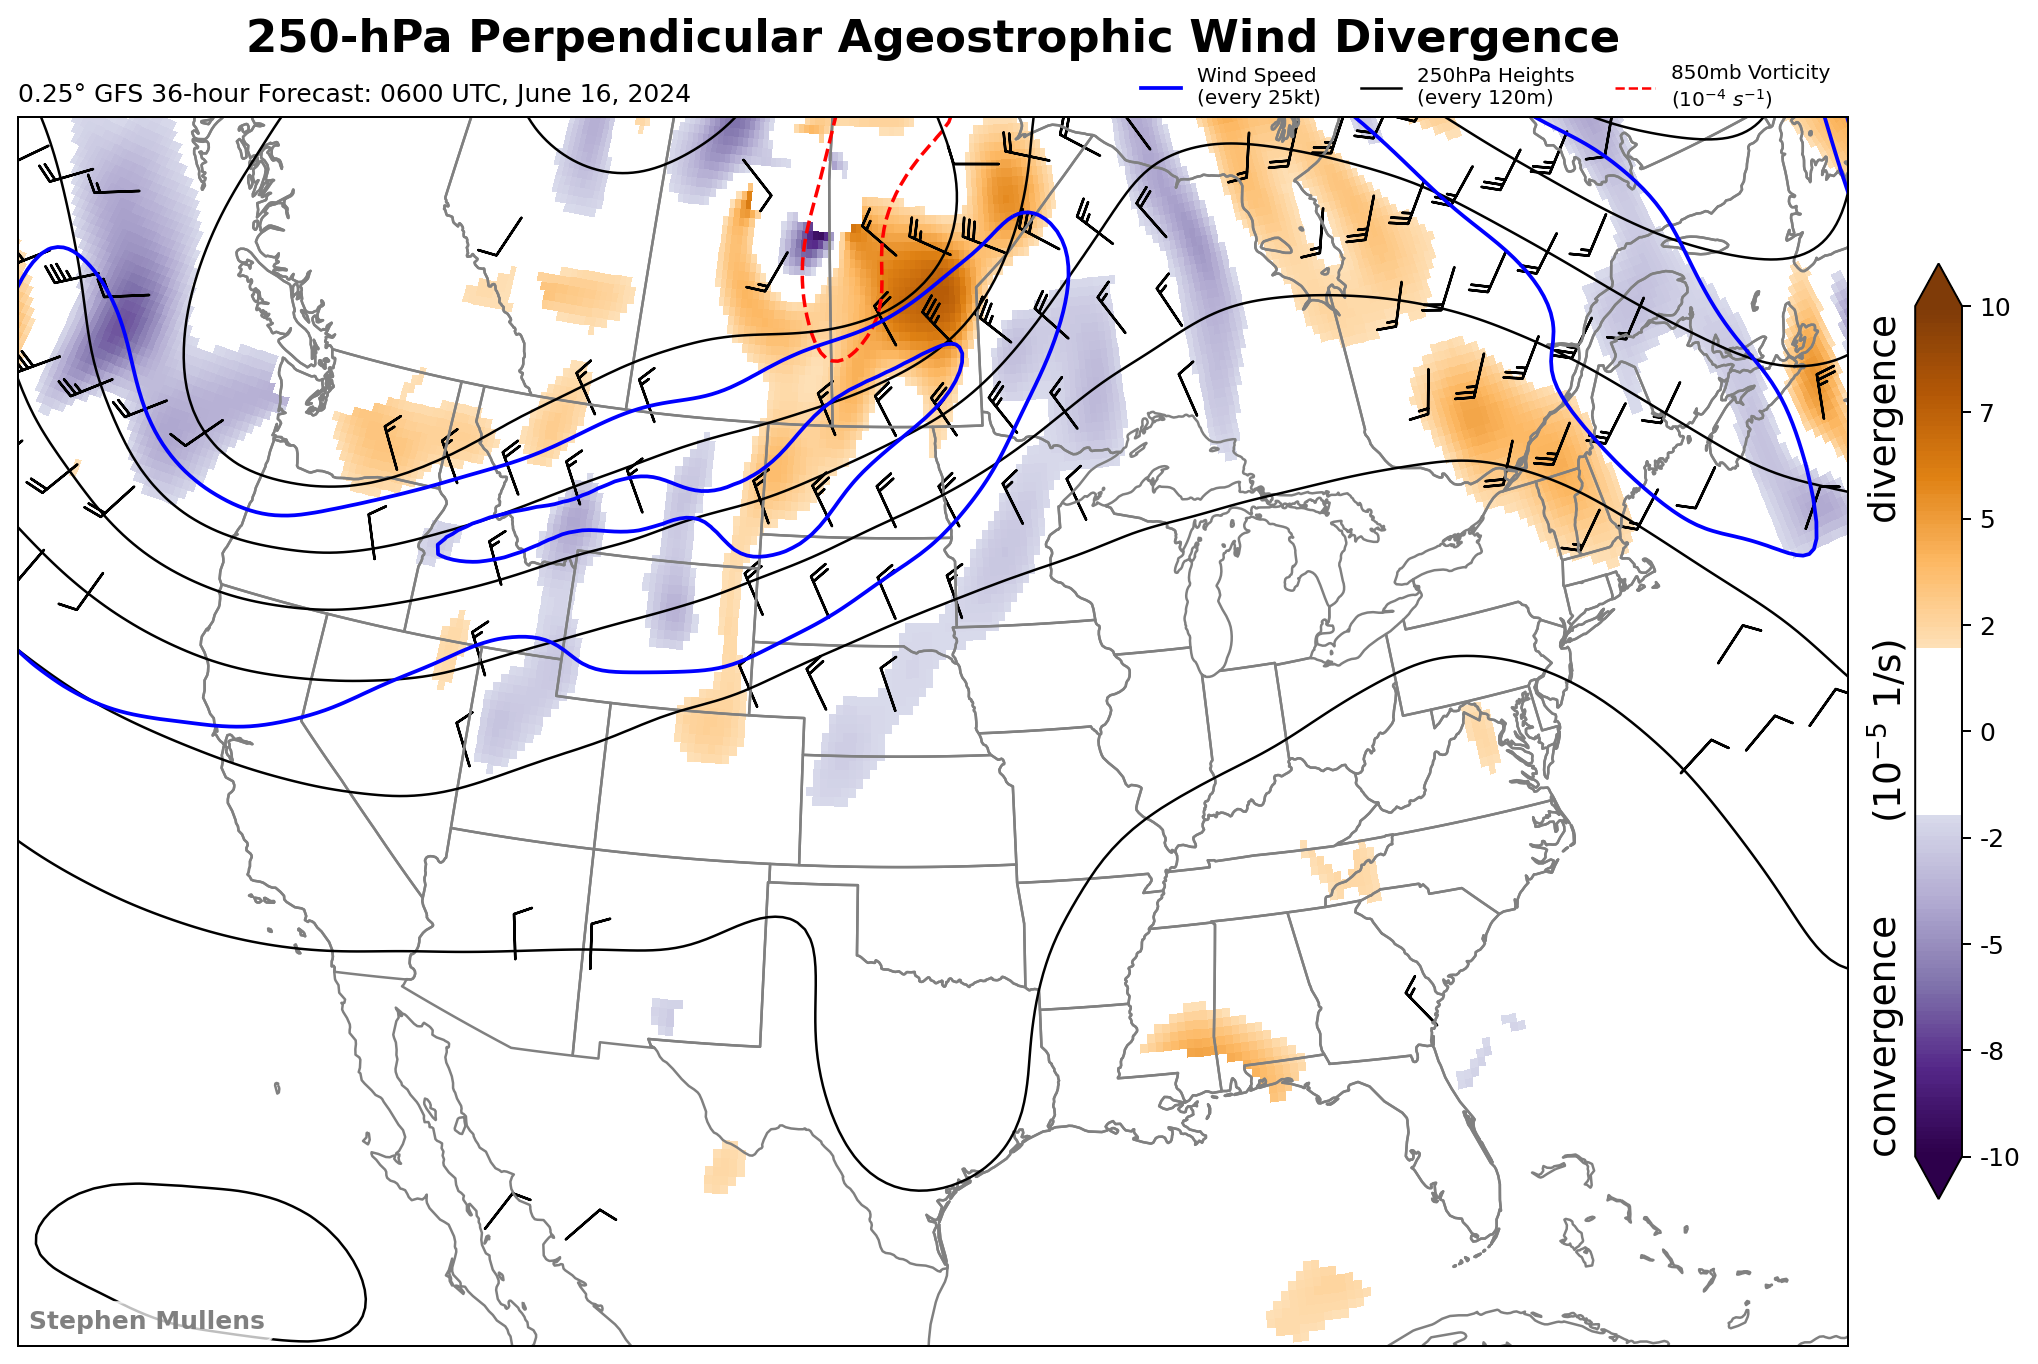 250-hPa Perpendicular Ageostrophic Wind Divergence
0.25° GFS 36-hour Forecast: 0600 UTC, June 16, 2024
Wind Speed
(every 25kt)
250hPa Heights
(every 120m)
850mb Vorticity
(10⁻⁴ s⁻¹)
10
7
5
2
0
-2
-5
-8
-10
convergence (10⁻⁵ 1/s) divergence
Stephen Mullens